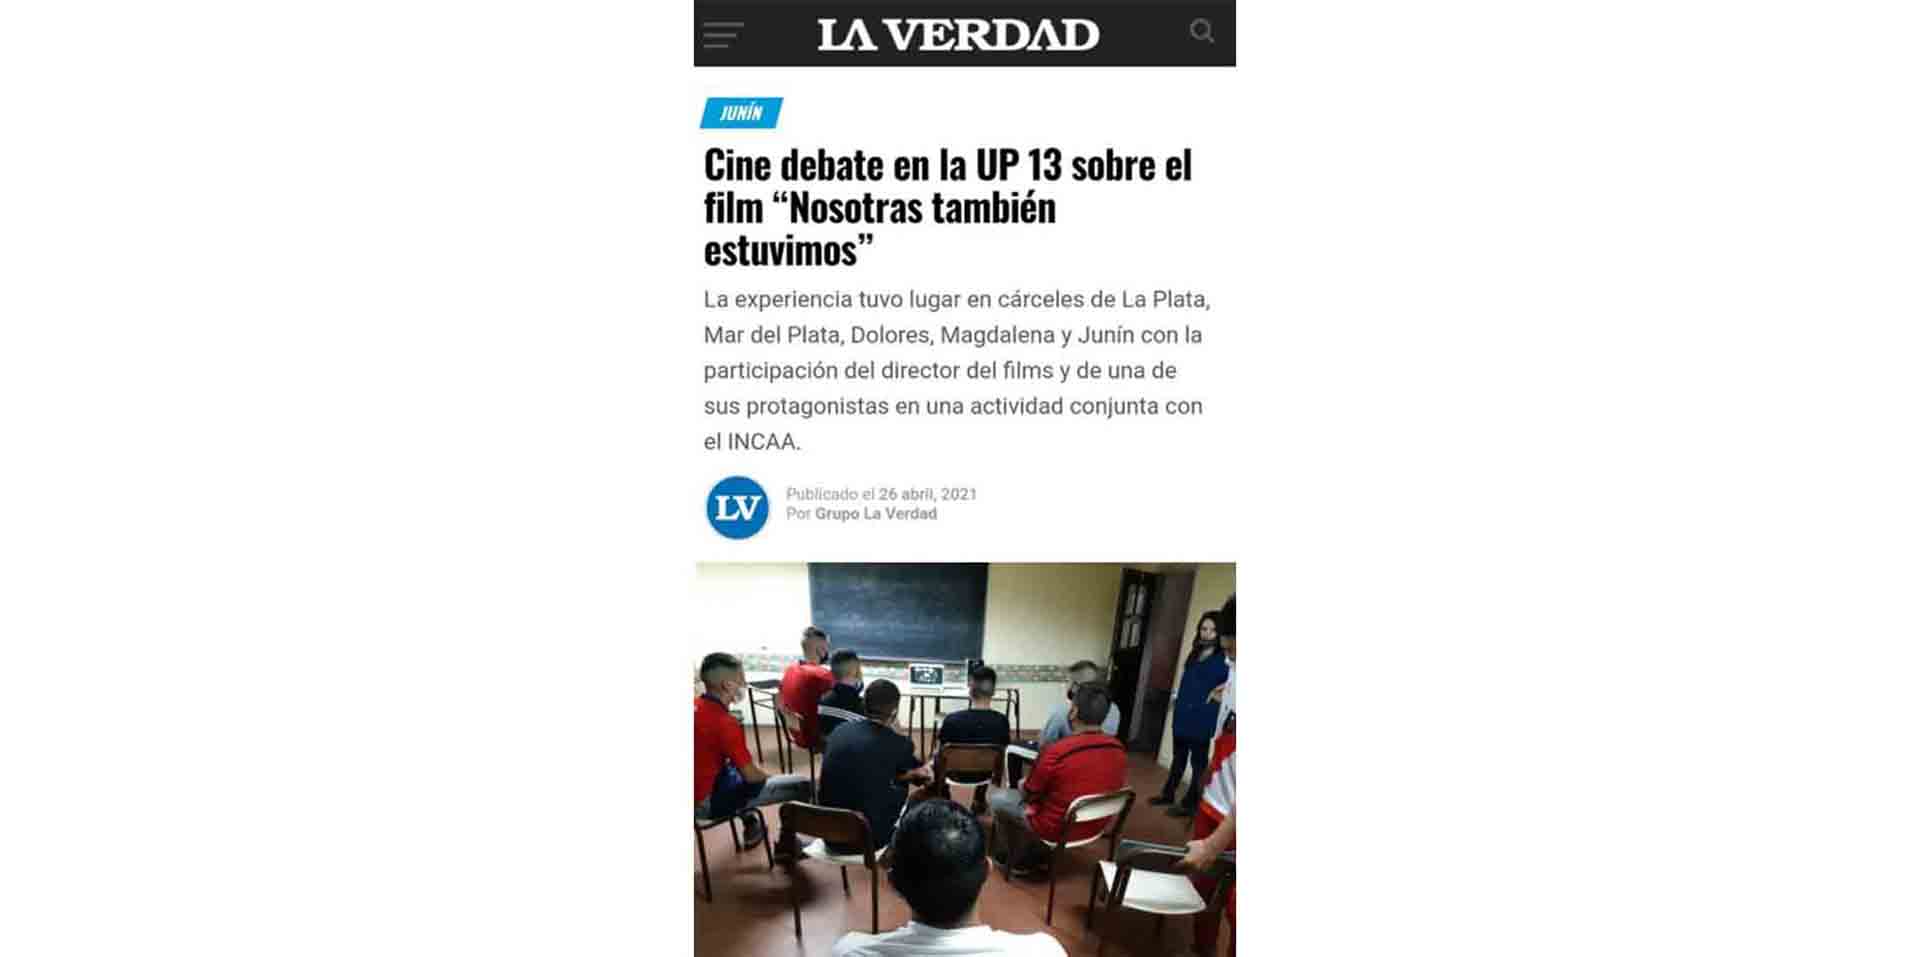 LA VERDAD
JUNÍN
Cine debate en la UP 13 sobre el
film “Nosotras también
estuvimos”
La experiencia tuvo lugar en cárceles de La Plata,
Mar del Plata, Dolores, Magdalena y Junín con la
participación del director del films y de una de
sus protagonistas en una actividad conjunta con
el INCAA.
LV
Publicado el 26 abril, 2021
Por Grupo La Verdad